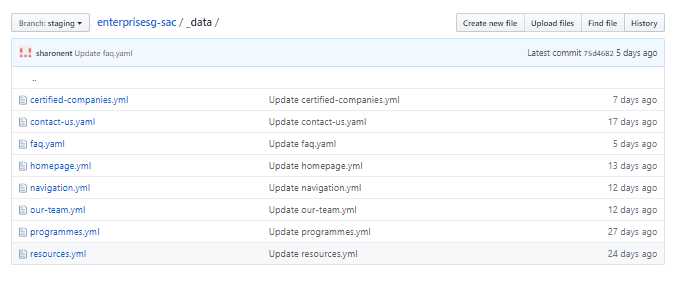 Branch: staging enterprisesg-sac / _data / Create new file Upload files Find file History
sharonent Update faq.yaml Latest commit 75d4682 5 days ago
..
certified-companies.yml Update certified-companies.yml 7 days ago
contact-us.yaml Update contact-us.yaml 17 days ago
faq.yaml Update faq.yaml 5 days ago
homepage.yml Update homepage.yml 13 days ago
navigation.yml Update navigation.yml 12 days ago
our-team.yml Update our-team.yml 12 days ago
programmes.yml Update programmes.yml 27 days ago
resources.yml Update resources.yml 24 days ago